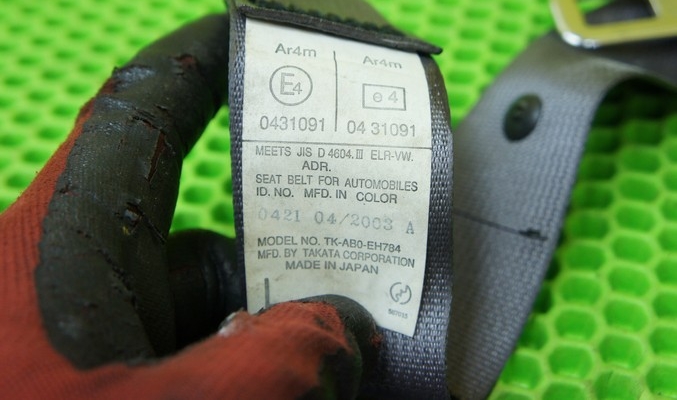 Ar4m Ar4m
E4 e4
0431091 04 31091
MEETS JIS D 4604.III ELR-VW.
ADR.
SEAT BELT FOR AUTOMOBILES
ID. NO. MFD. IN COLOR
0421 04/2003 A
MODEL NO. TK-AB0-EH784
MFD. BY TAKATA CORPORATION
MADE IN JAPAN